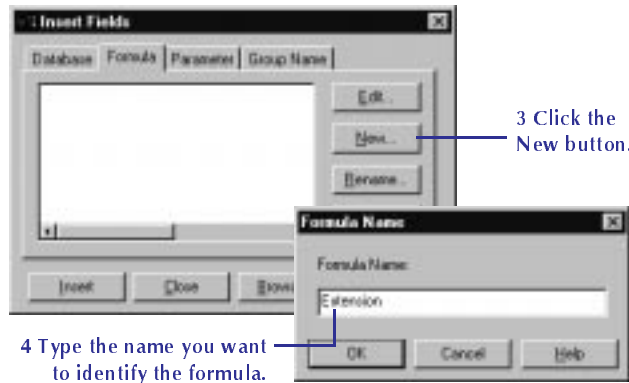 Insert Fields
Database Formula Parameter Group Name
Edit...
New...
Rename...
3 Click the
New button.
Insert Close
Formula Name
Formula Name:
Extension
OK Cancel Help
4 Type the name you want
to identify the formula.